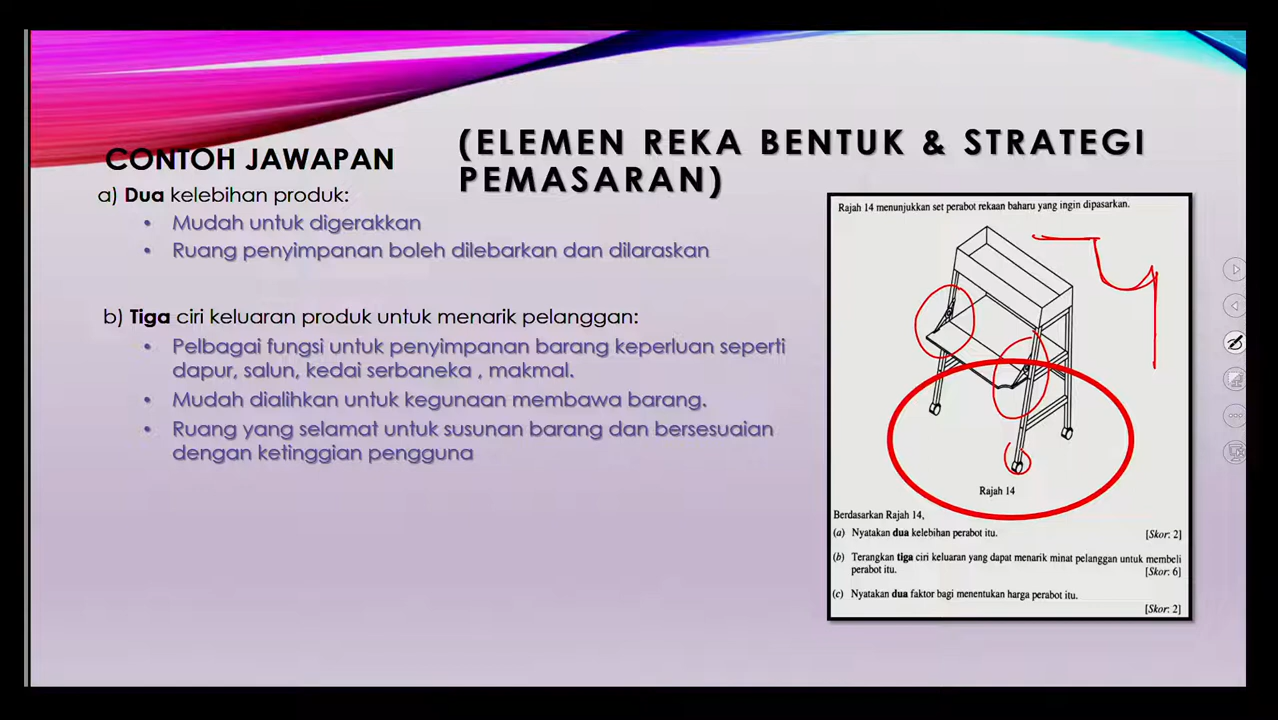 CONTOH JAWAPAN
(ELEMEN REKA BENTUK & STRATEGI
PEMASARAN)
a) Dua kelebihan produk:
• Mudah untuk digerakkan
• Ruang penyimpanan boleh dilebarkan dan dilaraskan
b) Tiga ciri keluaran produk untuk menarik pelanggan:
• Pelbagai fungsi untuk penyimpanan barang keperluan seperti
dapur, salun, kedai serbaneka , makmal.
• Mudah dialihkan untuk kegunaan membawa barang.
• Ruang yang selamat untuk susunan barang dan bersesuaian
dengan ketinggian pengguna
Rajah 14 menunjukkan set perabot rekaan baharu yang ingin dipasarkan.
Rajah 14
Berdasarkan Rajah 14,
(a) Nyatakan dua kelebihan perabot itu. [Skor: 2]
(b) Terangkan tiga ciri keluaran yang dapat menarik minat pelanggan untuk membeli
perabot itu. [Skor: 6]
(c) Nyatakan dua faktor bagi menentukan harga perabot itu.
[Skor: 2]